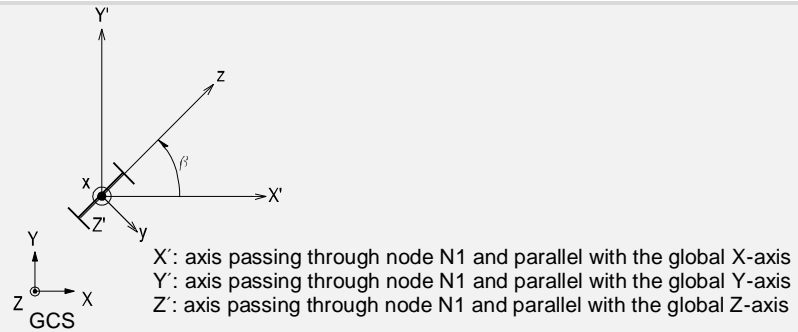 Y'
z
β
x
X'
Z'
y
Y
X´: axis passing through node N1 and parallel with the global X-axis
Y´: axis passing through node N1 and parallel with the global Y-axis
Z X
Z´: axis passing through node N1 and parallel with the global Z-axis
GCS